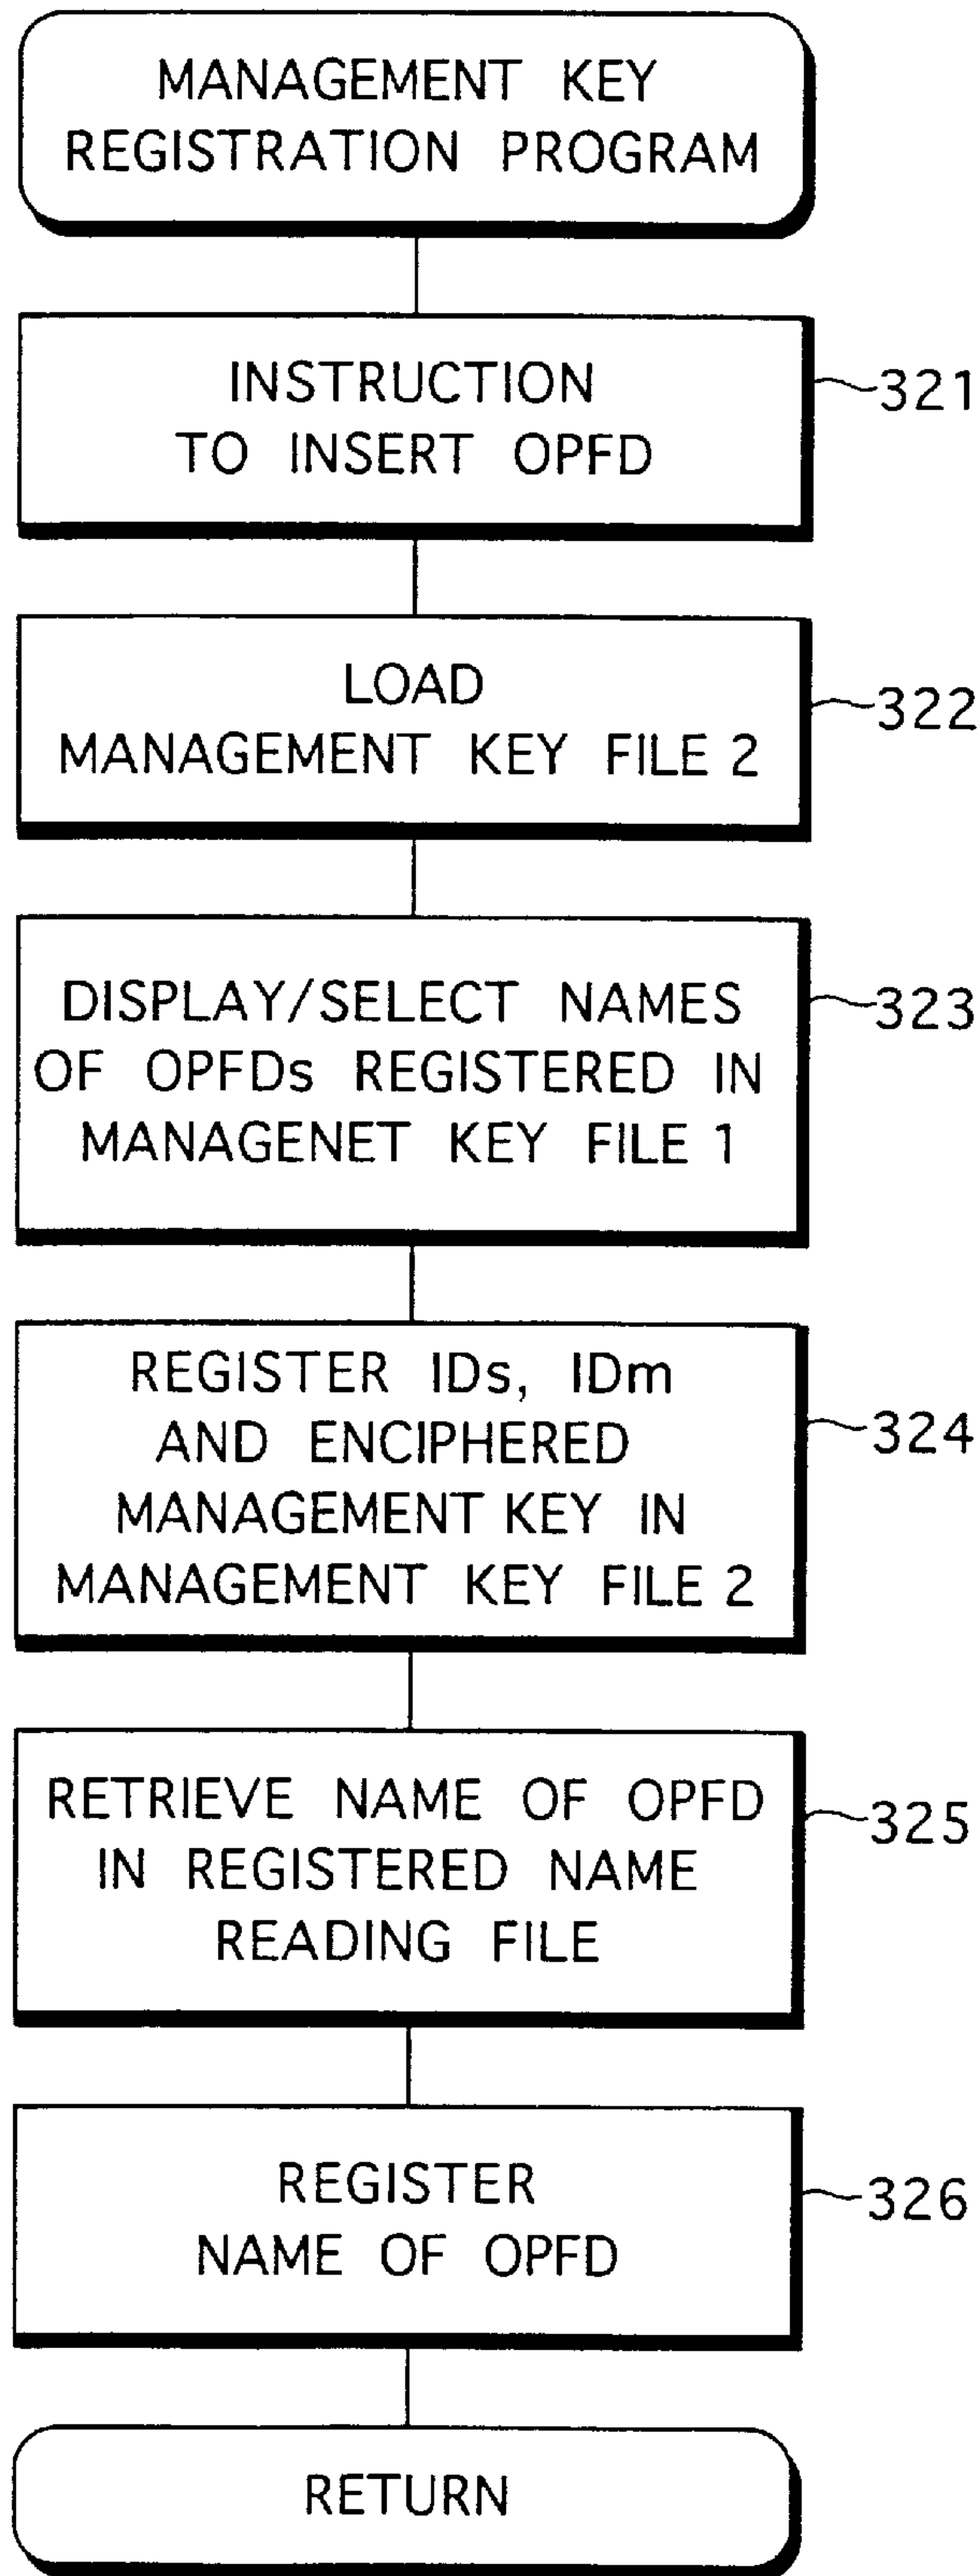 MANAGEMENT KEY
REGISTRATION PROGRAM
INSTRUCTION
TO INSERT OPFD
321
LOAD
MANAGEMENT KEY FILE 2
322
DISPLAY/SELECT NAMES
OF OPFDs REGISTERED IN
MANAGENET KEY FILE 1
323
REGISTER IDs, IDm
AND ENCIPHERED
MANAGEMENT KEY IN
MANAGEMENT KEY FILE 2
324
RETRIEVE NAME OF OPFD
IN REGISTERED NAME
READING FILE
325
REGISTER
NAME OF OPFD
326
RETURN